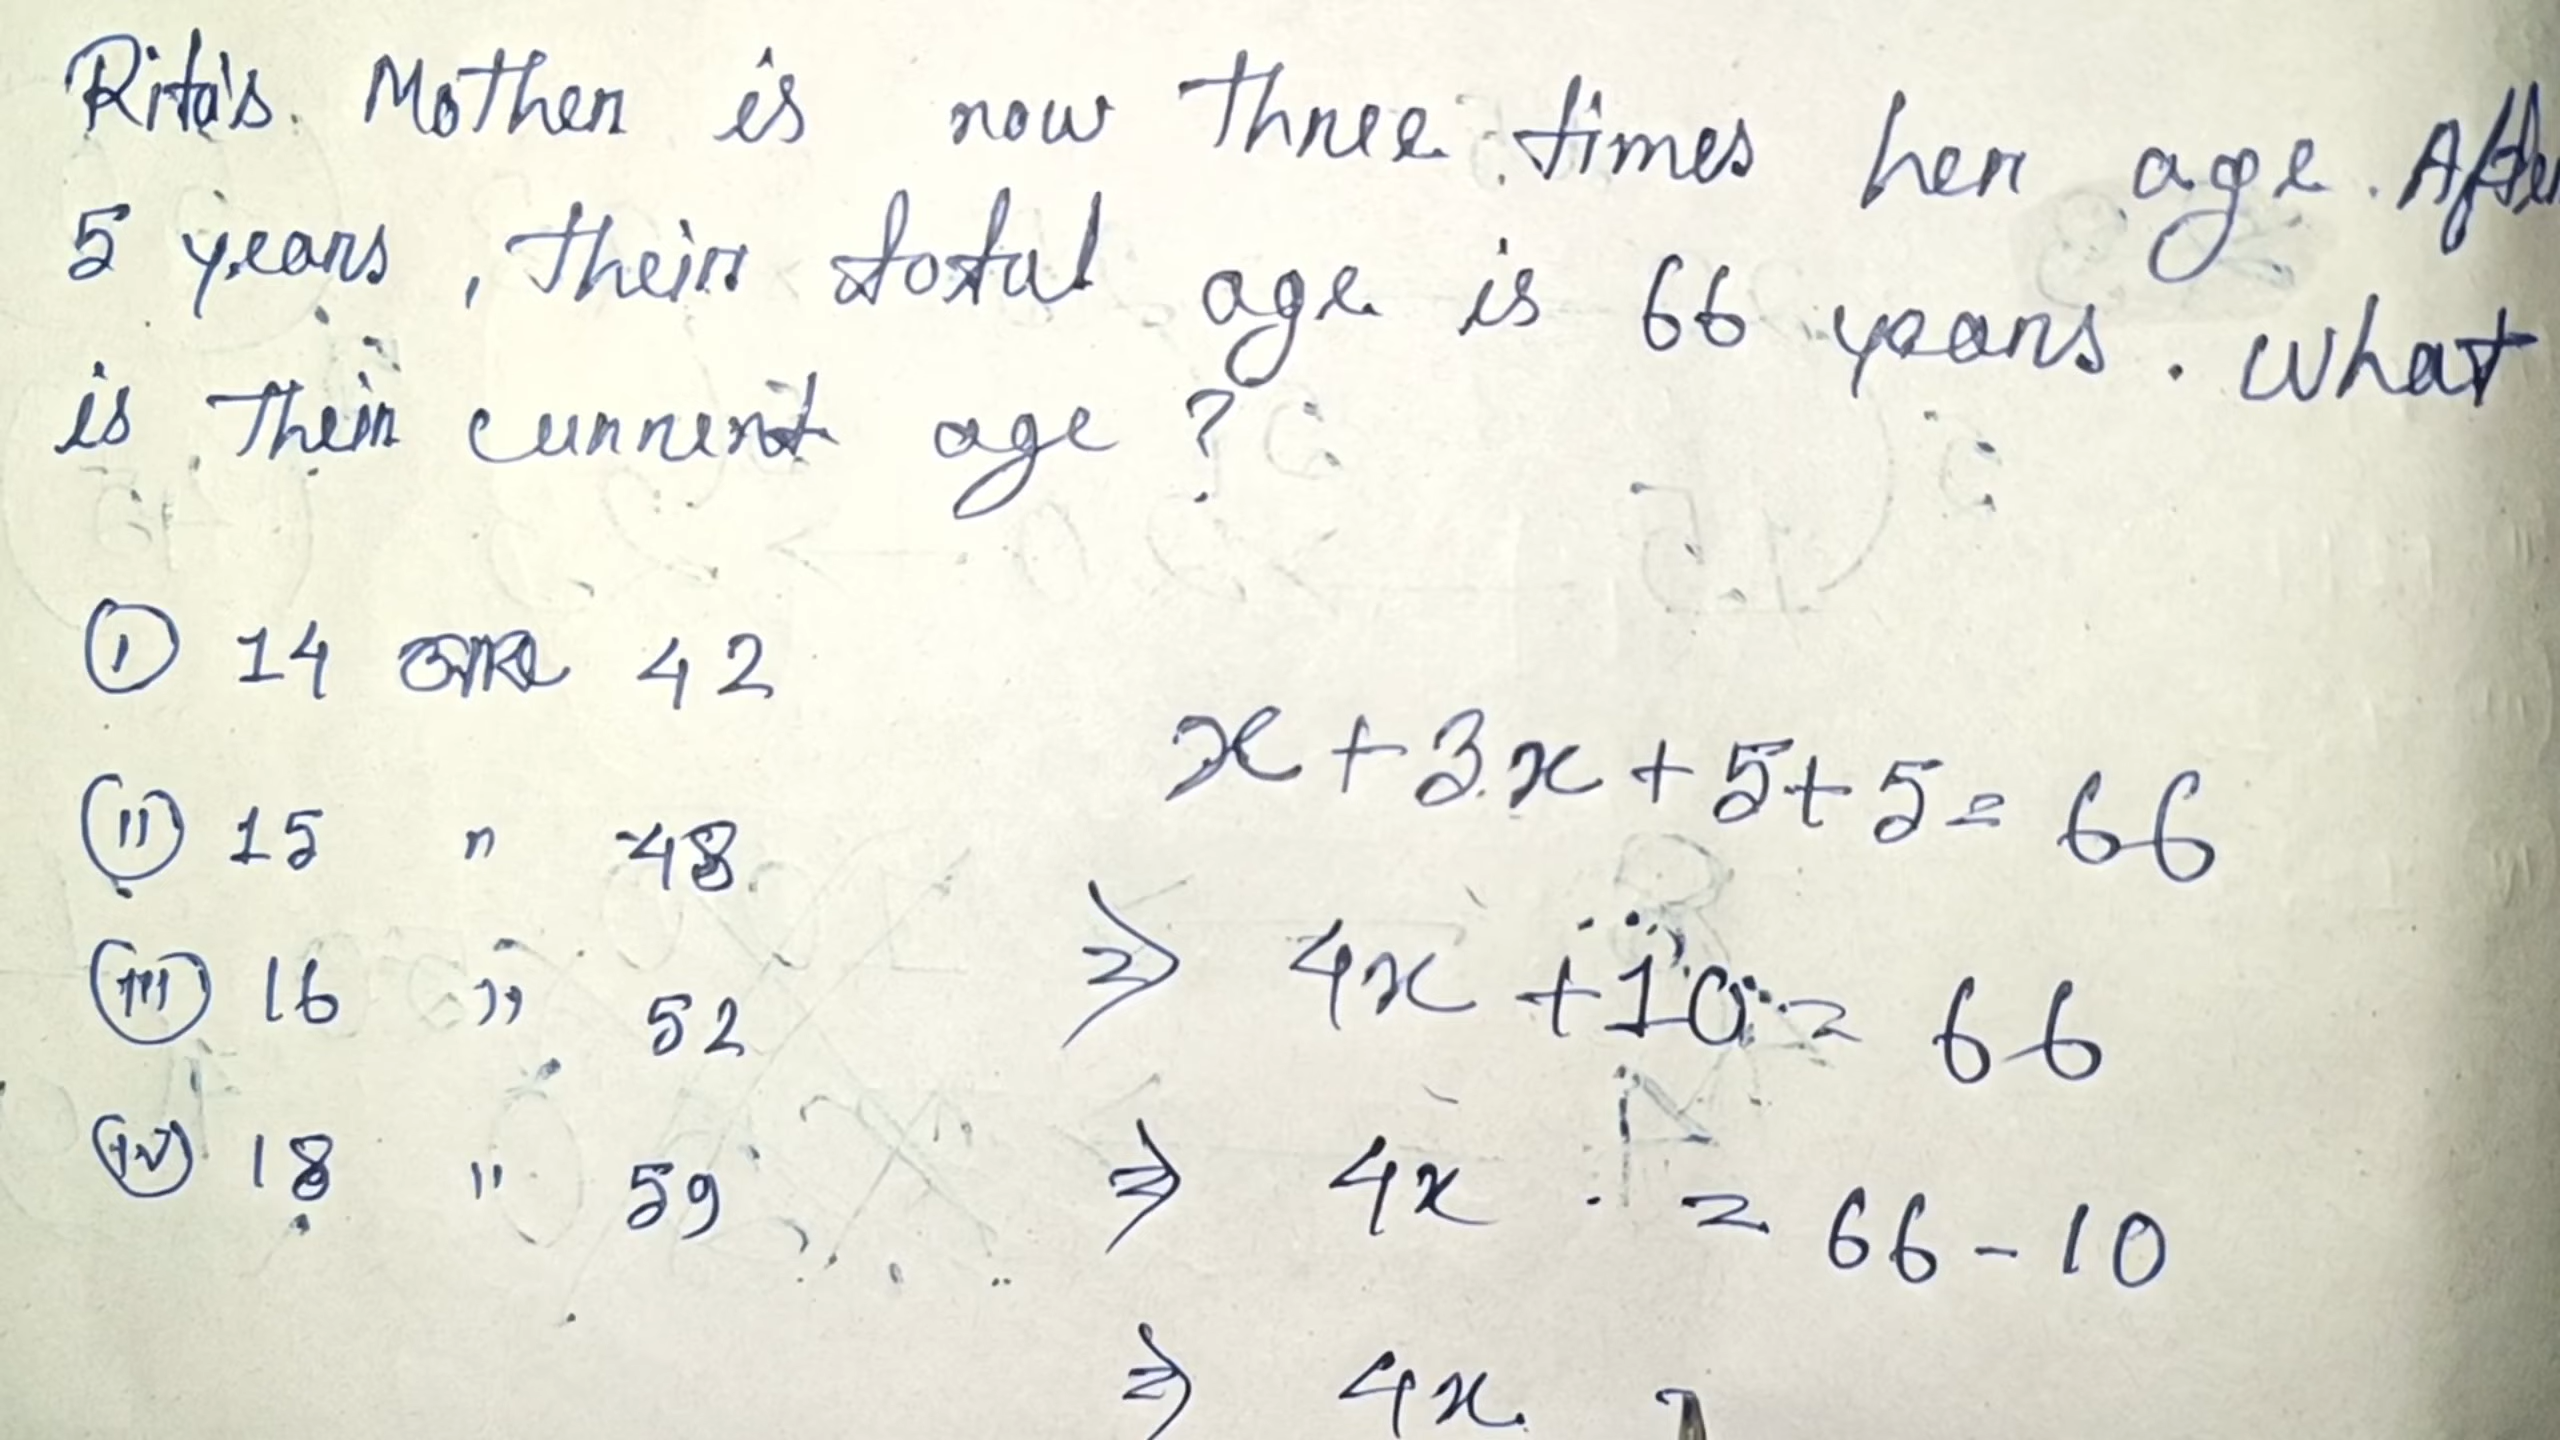 Rita's Mother is now three times her age. After
5 years, their total age is 66 years. What
is their current age?
① 14 আর 42
(ii) 15 " 48
(iii) 16 " 52
(iv) 18 " 59
x + 3x + 5 + 5 = 66
⇒ 4x + 10 = 66
⇒ 4x = 66 - 10
⇒ 4x